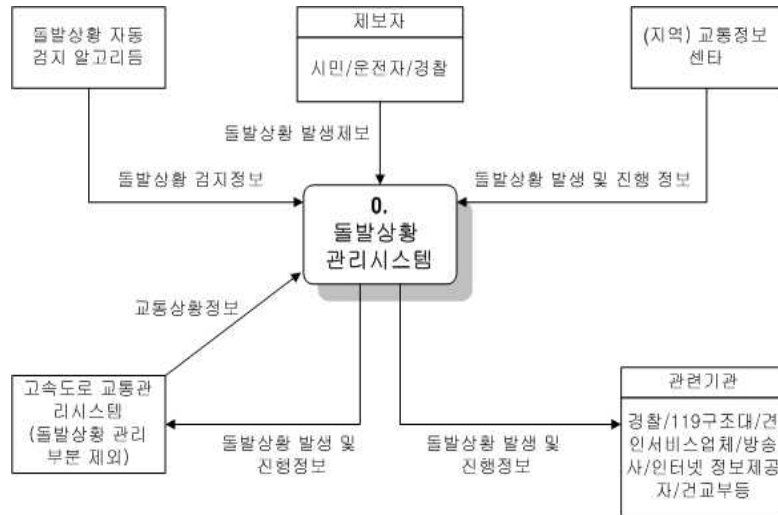 돌발상황 자동
검지 알고리듬
제보자
시민/운전자/경찰
(지역) 교통정보
센타
돌발상황 발생제보
돌발상황 검지정보
돌발상황 발생 및 진행 정보
0.
돌발상황
관리시스템
교통상황정보
고속도로 교통관
리시스템
(돌발상황 관리
부분 제외)
돌발상황 발생 및
진행정보
돌발상황 발생 및
진행정보
관련기관
경찰/119구조대/견
인서비스업체/방송
사/인터넷 정보제공
자/건교부등